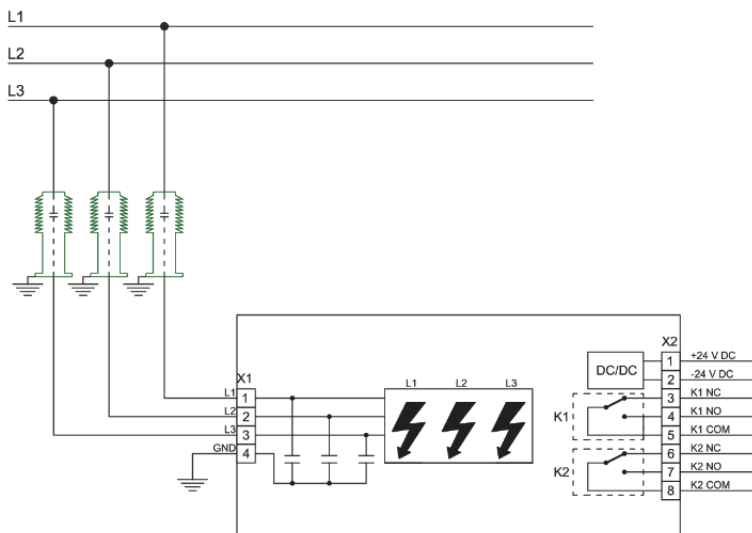 L1
L2
L3
X1
L1
1
L2
2
L3
3
GND
4
L1 L2 L3
DC/DC
K1
K2
X2
1 +24 V DC
2 -24 V DC
3 K1 NC
4 K1 NO
5 K1 COM
6 K2 NC
7 K2 NO
8 K2 COM